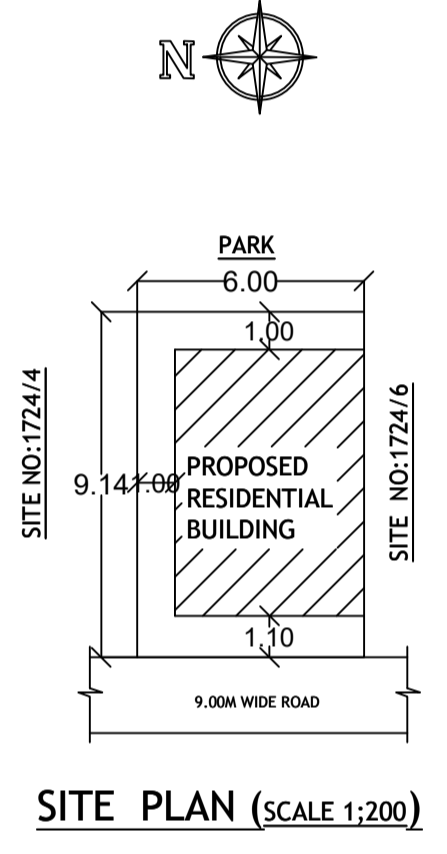 N
PARK
6.00
1.00
SITE NO:1724/4
9.14
1.00
PROPOSED
RESIDENTIAL
BUILDING
SITE NO:1724/6
1.10
9.00M WIDE ROAD
SITE PLAN (SCALE 1;200)